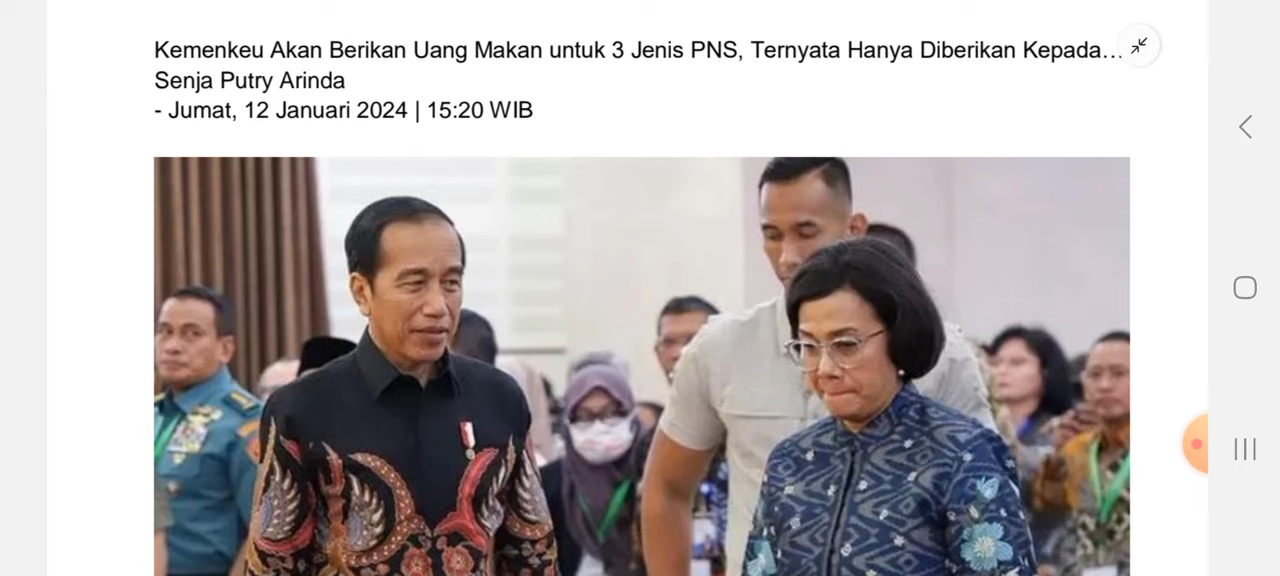 Kemenkeu Akan Berikan Uang Makan untuk 3 Jenis PNS, Ternyata Hanya Diberikan Kepada…
Senja Putry Arinda
- Jumat, 12 Januari 2024 | 15:20 WIB